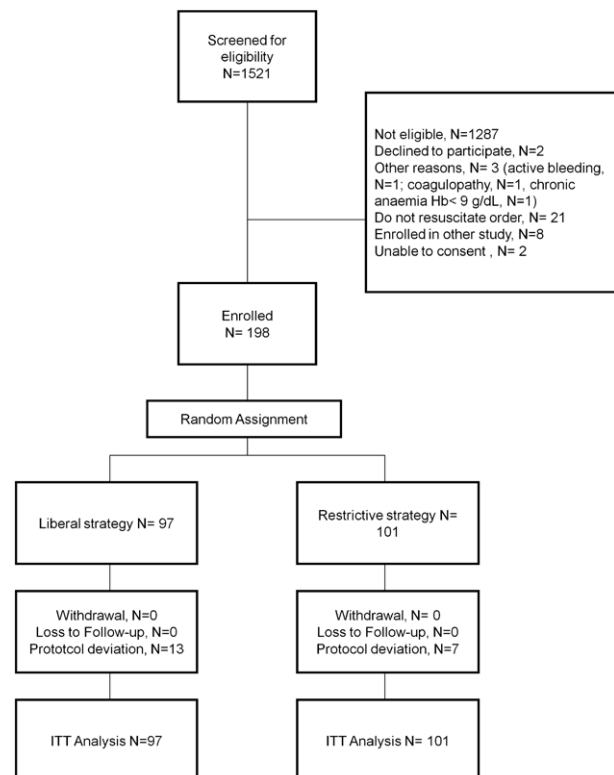 Screened for
eligibility
N=1521
Not eligible, N=1287
Declined to participate, N=2
Other reasons, N= 3 (active bleeding,
N=1; coagulopathy, N=1, chronic
anaemia Hb< 9 g/dL, N=1)
Do not resuscitate order, N= 21
Enrolled in other study, N=8
Unable to consent , N= 2
Enrolled
N= 198
Random Assignment
Liberal strategy N= 97
Restrictive strategy N=
101
Withdrawal, N=0
Loss to Follow-up, N=0
Prototcol deviation, N=13
Withdrawal, N= 0
Loss to Follow-up, N=0
Protocol deviation, N=7
ITT Analysis N=97
ITT Analysis N= 101